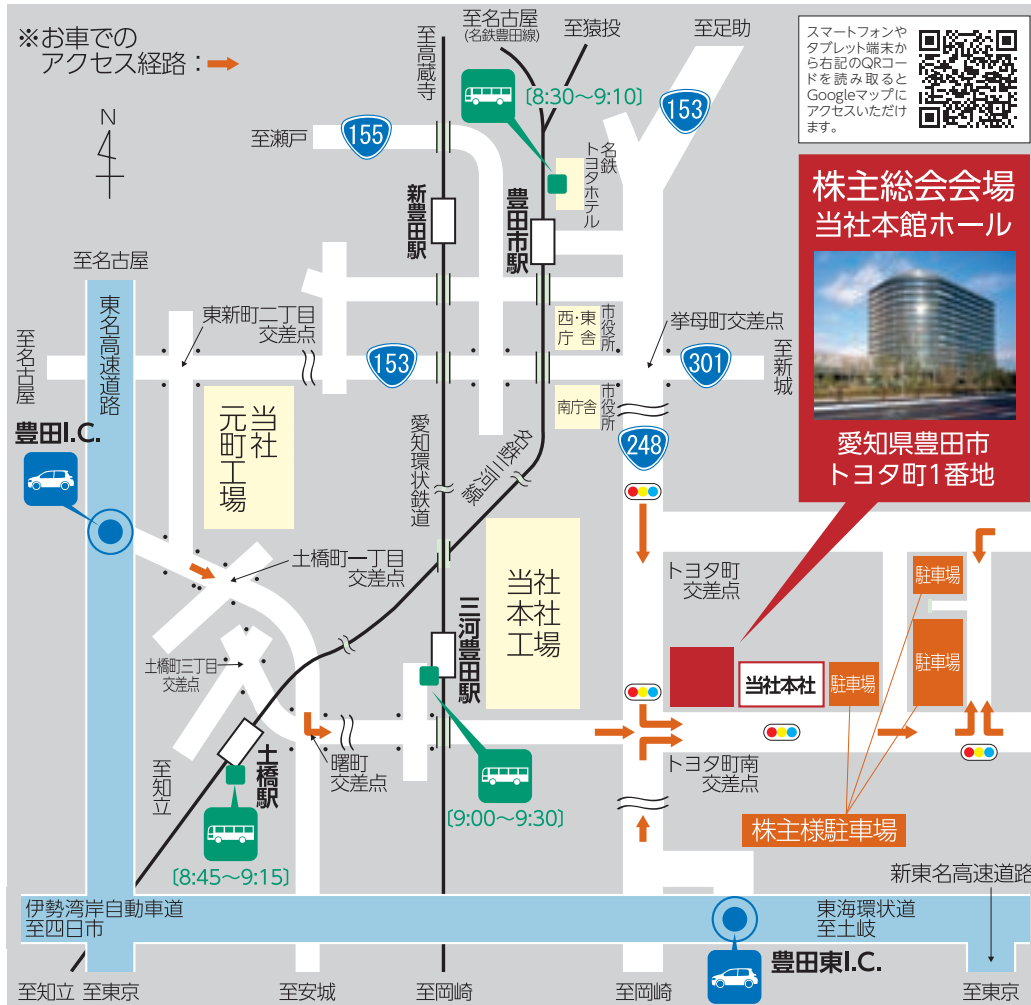 ※お車での
アクセス経路：
N
至高蔵寺
至名古屋
(名鉄豊田線)
至猿投
至足助
スマートフォンや
タブレット端末か
ら右記のQRコー
ドを読み取ると
Googleマップに
アクセスいただけ
ます。
[8:30～9:10]
153
155
至瀬戸
名鉄
トヨタホテル
新豊田駅
豊田市駅
株主総会会場
当社本館ホール
愛知県豊田市
トヨタ町1番地
至名古屋
東名高速道路
東新町二丁目
交差点
至名古屋
153
西・東
庁舎
市役所
挙母町交差点
301
至新城
南庁舎
市役所
248
豊田I.C.
当社
元町工場
愛知環状鉄道
名鉄三河線
土橋町一丁目
交差点
当社
本社
工場
トヨタ町
交差点
駐車場
三河豊田駅
土橋町三丁目
交差点
当社本社
駐車場
駐車場
至知立
土橋駅
曙町
交差点
トヨタ町南
交差点
[9:00～9:30]
株主様駐車場
[8:45～9:15]
新東名高速道路
伊勢湾岸自動車道
至四日市
東海環状道
至土岐
豊田東I.C.
至知立
至東京
至安城
至岡崎
至岡崎
至東京